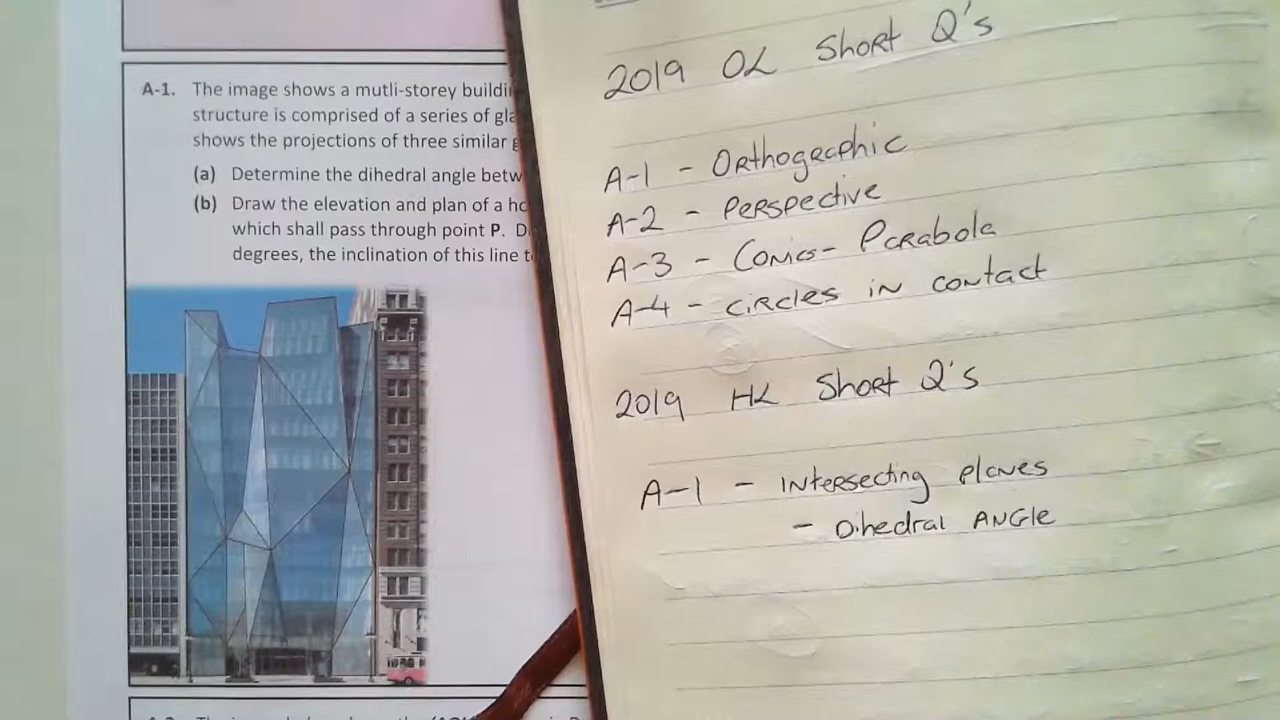 A-1. The image shows a mutli-storey buildi
structure is comprised of a series of gla
shows the projections of three similar g
(a) Determine the dihedral angle betw
(b) Draw the elevation and plan of a ho
which shall pass through point P. D
degrees, the inclination of this line t
2019 OL Short Q's
A-1 - Orthographic
A-2 - Perspective
A-3 - Conics - Parabola
A-4 - Circles in contact
2019 HL Short Q's
A-1 - Intersecting planes
- Dihedral Angle